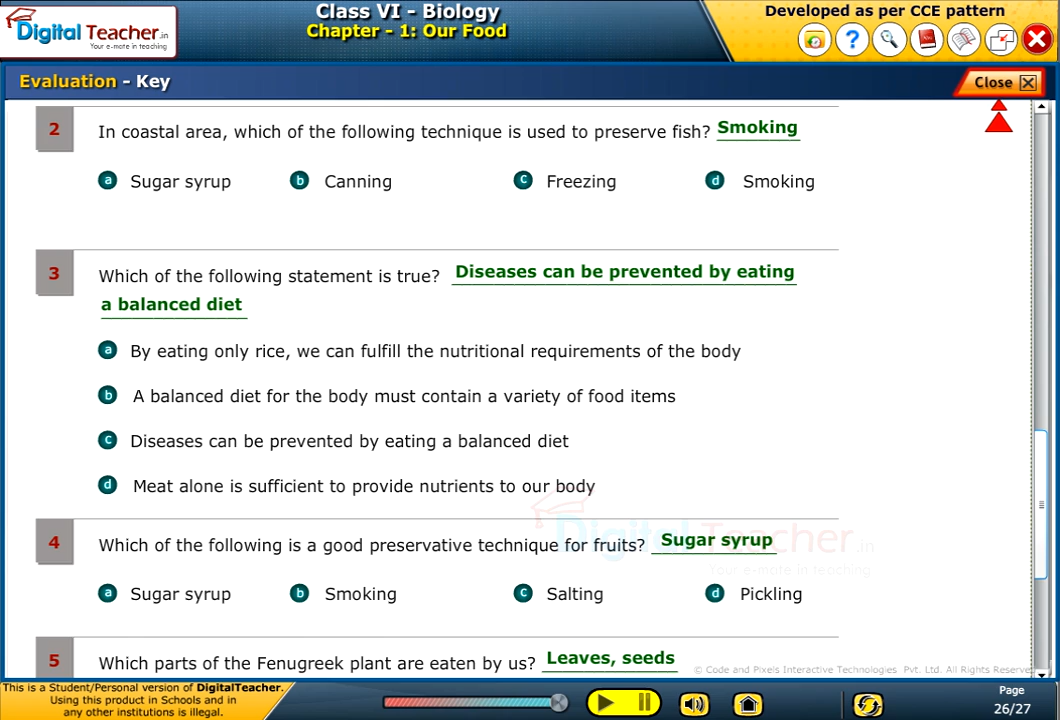 Digital Teacher.in
Your e-mate in teaching
Class VI - Biology
Chapter - 1: Our Food
Developed as per CCE pattern
Evaluation - Key
Close
2
In coastal area, which of the following technique is used to preserve fish? Smoking
a Sugar syrup b Canning c Freezing d Smoking
3
Which of the following statement is true? Diseases can be prevented by eating
a balanced diet
a By eating only rice, we can fulfill the nutritional requirements of the body
b A balanced diet for the body must contain a variety of food items
c Diseases can be prevented by eating a balanced diet
d Meat alone is sufficient to provide nutrients to our body
Digital Teacher.in
Your e-mate in teaching
4
Which of the following is a good preservative technique for fruits? Sugar syrup
a Sugar syrup b Smoking c Salting d Pickling
5
Which parts of the Fenugreek plant are eaten by us? Leaves, seeds
© Code and Pixels Interactive Technologies. Pvt. Ltd. All Rights Reserved
This is a Student/Personal version of DigitalTeacher.
Using this product in Schools and in
any other institutions is illegal.
Page
26/27